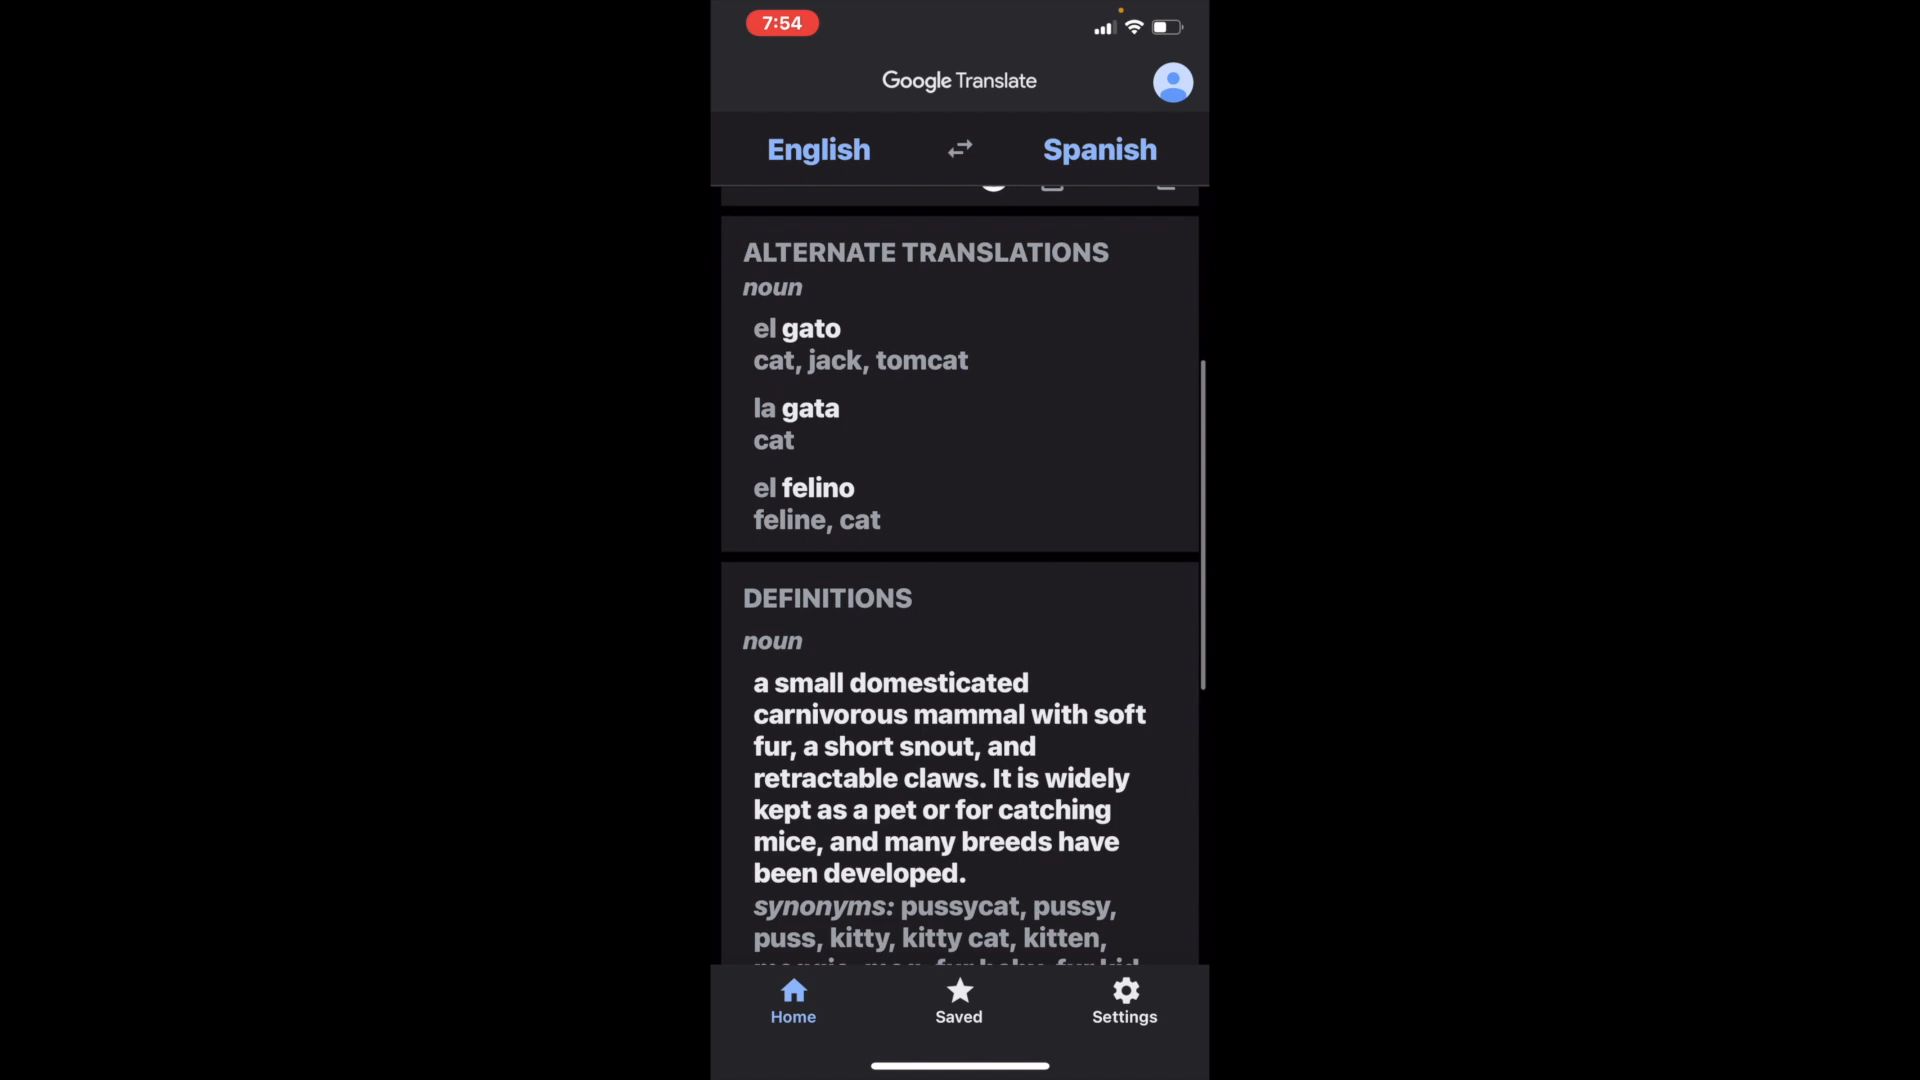 7:54
Google Translate
English Spanish
ALTERNATE TRANSLATIONS
noun
el gato
cat, jack, tomcat
la gata
cat
el felino
feline, cat
DEFINITIONS
noun
a small domesticated
carnivorous mammal with soft
fur, a short snout, and
retractable claws. It is widely
kept as a pet or for catching
mice, and many breeds have
been developed.
synonyms: pussycat, pussy,
puss, kitty, kitty cat, kitten,
Home Saved Settings